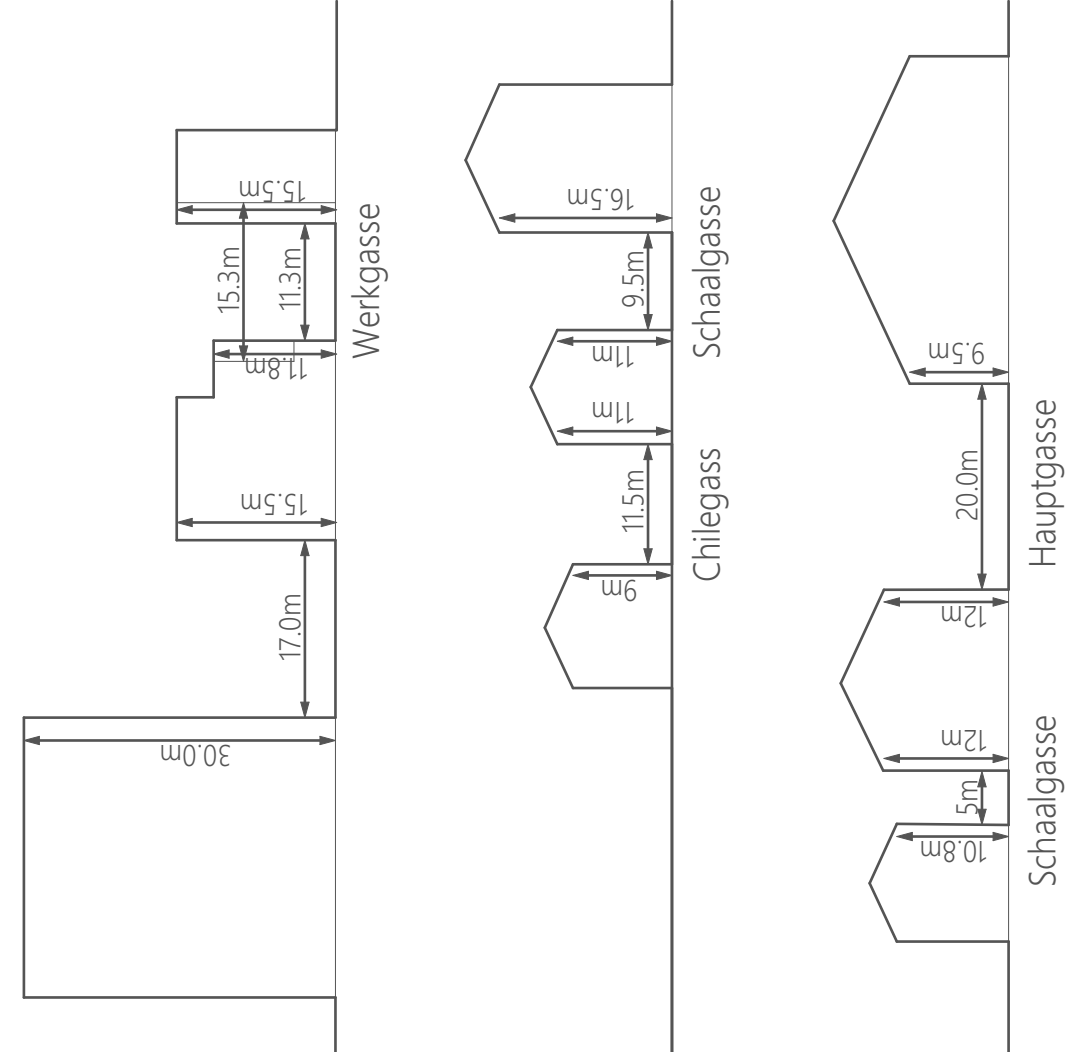 30.0m
17.0m
15.5m
11.8m
15.3m
11.3m
15.5m
Werkgasse
9m
11.5m
11m
11m
9.5m
16.5m
Chilegass
Schaalgasse
10.8m
5m
12m
12m
20.0m
9.5m
Schaalgasse
Hauptgasse